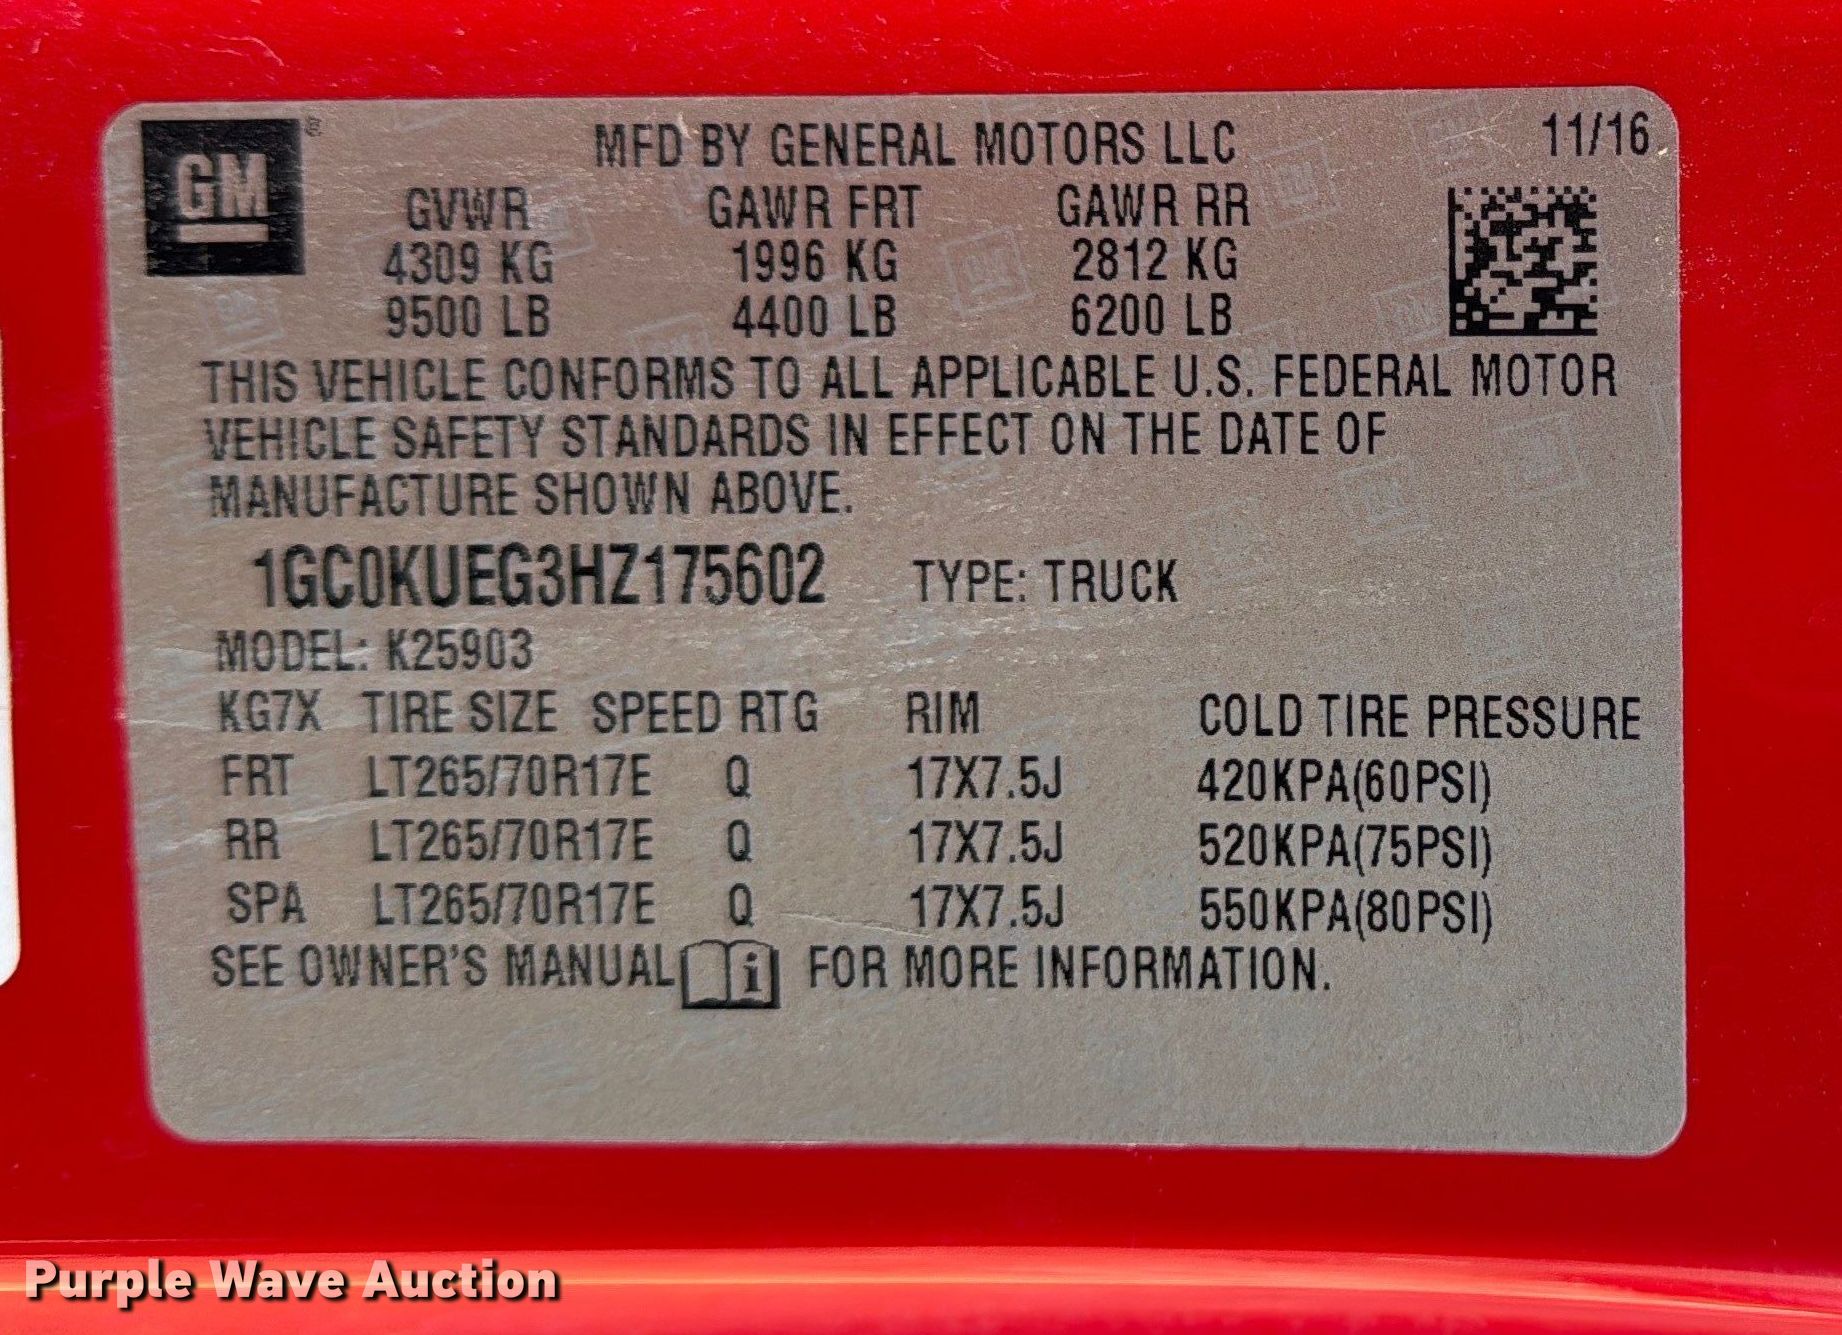 GM
MFD BY GENERAL MOTORS LLC 11/16
GVWR GAWR FRT GAWR RR
4309 KG 1996 KG 2812 KG
9500 LB 4400 LB 6200 LB
THIS VEHICLE CONFORMS TO ALL APPLICABLE U.S. FEDERAL MOTOR
VEHICLE SAFETY STANDARDS IN EFFECT ON THE DATE OF
MANUFACTURE SHOWN ABOVE.
1GC0KUEG3HZ175602 TYPE: TRUCK
MODEL: K25903
KG7X TIRE SIZE SPEED RTG RIM COLD TIRE PRESSURE
FRT LT265/70R17E Q 17X7.5J 420KPA(60PSI)
RR LT265/70R17E Q 17X7.5J 520KPA(75PSI)
SPA LT265/70R17E Q 17X7.5J 550KPA(80PSI)
SEE OWNER'S MANUAL i FOR MORE INFORMATION.
Purple Wave Auction